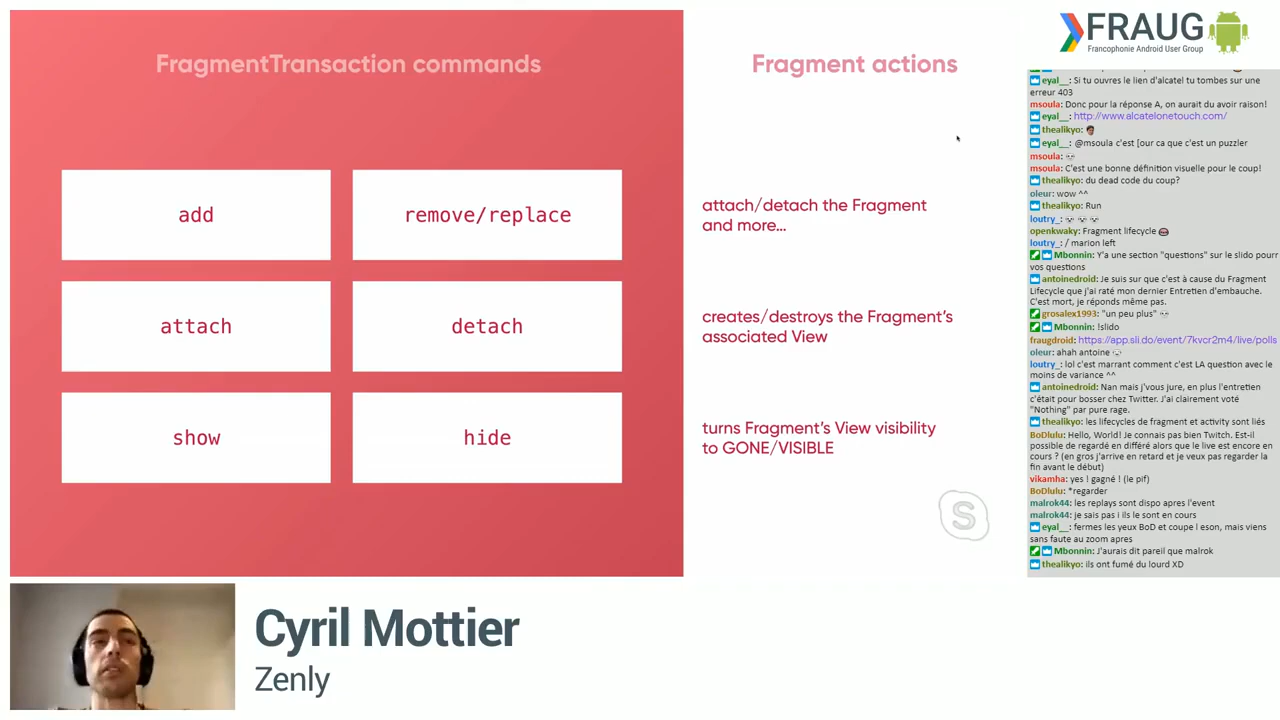 FragmentTransaction commands
Fragment actions
add
remove/replace
attach/detach the Fragment
and more...
attach
detach
creates/destroys the Fragment's
associated View
show
hide
turns Fragment's View visibility
to GONE/VISIBLE
S
Cyril Mottier
Zenly
FRAUG
Francophonie Android User Group
eyal__: Si tu ouvres le lien d'alcatel tu tombes sur une
erreur 403
msoula: Donc pour la réponse A, on aurait du avoir raison!
eyal__: http://www.alcatelonetouch.com/
thealikyo:
eyal__: @msoula c'est [our ca que c'est un puzzler
msoula:
msoula: C'est une bonne définition visuelle pour le coup!
thealikyo: du dead code du coup?
oleur: wow ^^
thealikyo: Run
loutry_:
openkwaky: Fragment lifecycle
loutry_: / marion left
Mbonnin: Y'a une section "questions" sur le slido pourr
vos questions
antoinedroid: Je suis sur que c'est à cause du Fragment
Lifecycle que j'ai raté mon dernier Entretien d'embauche.
C'est mort, je réponds même pas.
grosalex1993: "un peu plus"
Mbonnin: !slido
fraugdroid: https://app.sli.do/event/7kvcr2m4/live/polls
oleur: ahah antoine
loutry_: lol c'est marrant comment c'est LA question avec le
moins de variance ^^
antoinedroid: Nan mais j'vous jure, en plus l'entretien
c'était pour bosser chez Twitter. J'ai clairement voté
"Nothing" par pure rage.
thealikyo: les lifecycles de fragment et activity sont liés
BoDlulu: Hello, World! Je connais pas bien Twitch. Est-il
possible de regardé en différé alors que le live est encore en
cours ? (en gros j'arrive en retard et je veux pas regarder la
fin avant le début)
vikamha: yes ! gagné ! (le pif)
BoDlulu: *regarder
malrok44: les replays sont dispo apres l'event
malrok44: je sais pas i ils le sont en cours
eyal__: fermes les yeux BoD et coupe l eson, mais viens
sans faute au zoom apres
Mbonnin: J'aurais dit pareil que malrok
thealikyo: ils ont fumé du lourd XD